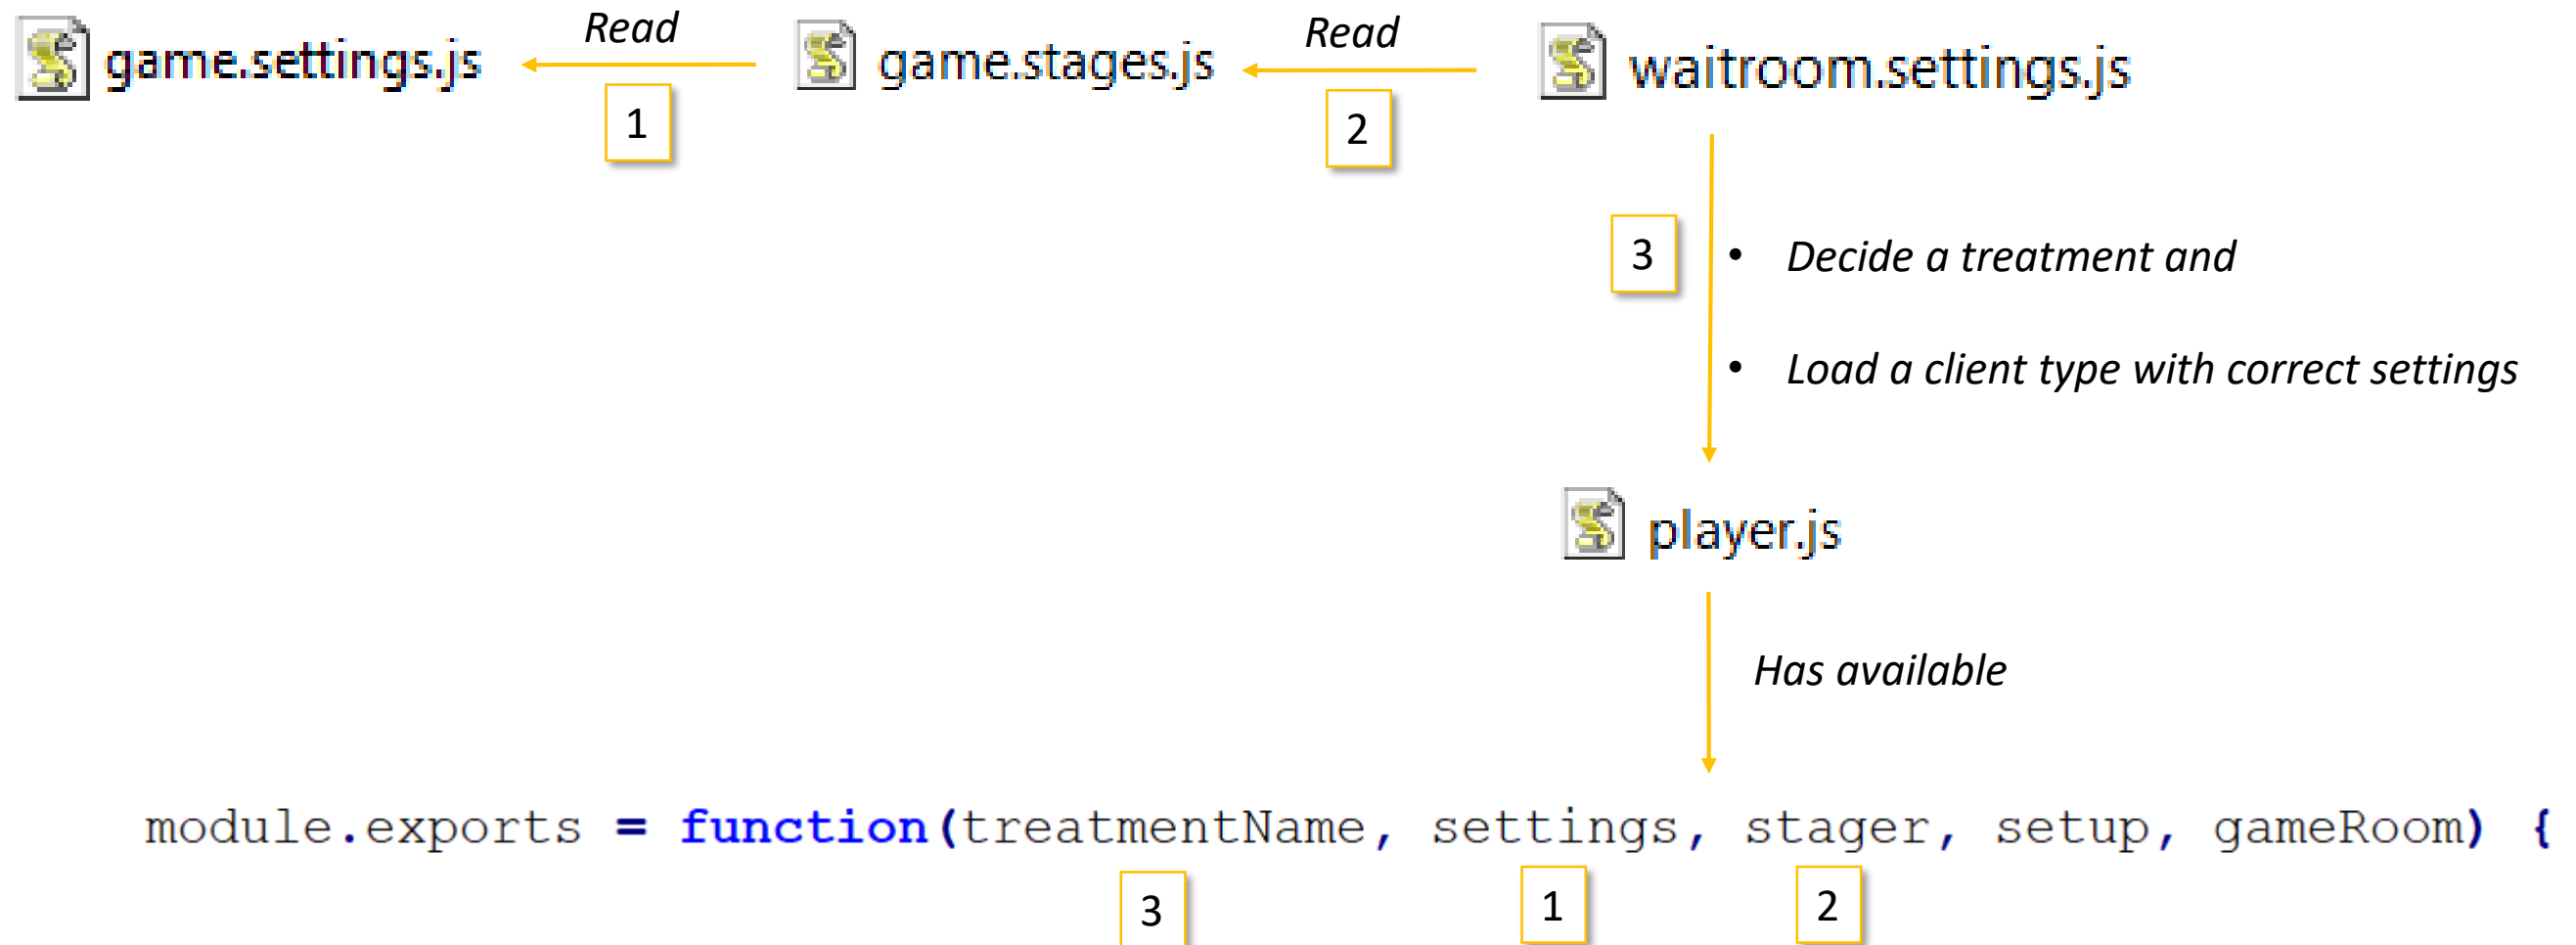 game.settings.js
Read
1
game.stages.js
Read
2
waitroom.settings.js
3
• Decide a treatment and
• Load a client type with correct settings
player.js
Has available
module.exports = function(treatmentName, settings, stager, setup, gameRoom) {
3
1
2